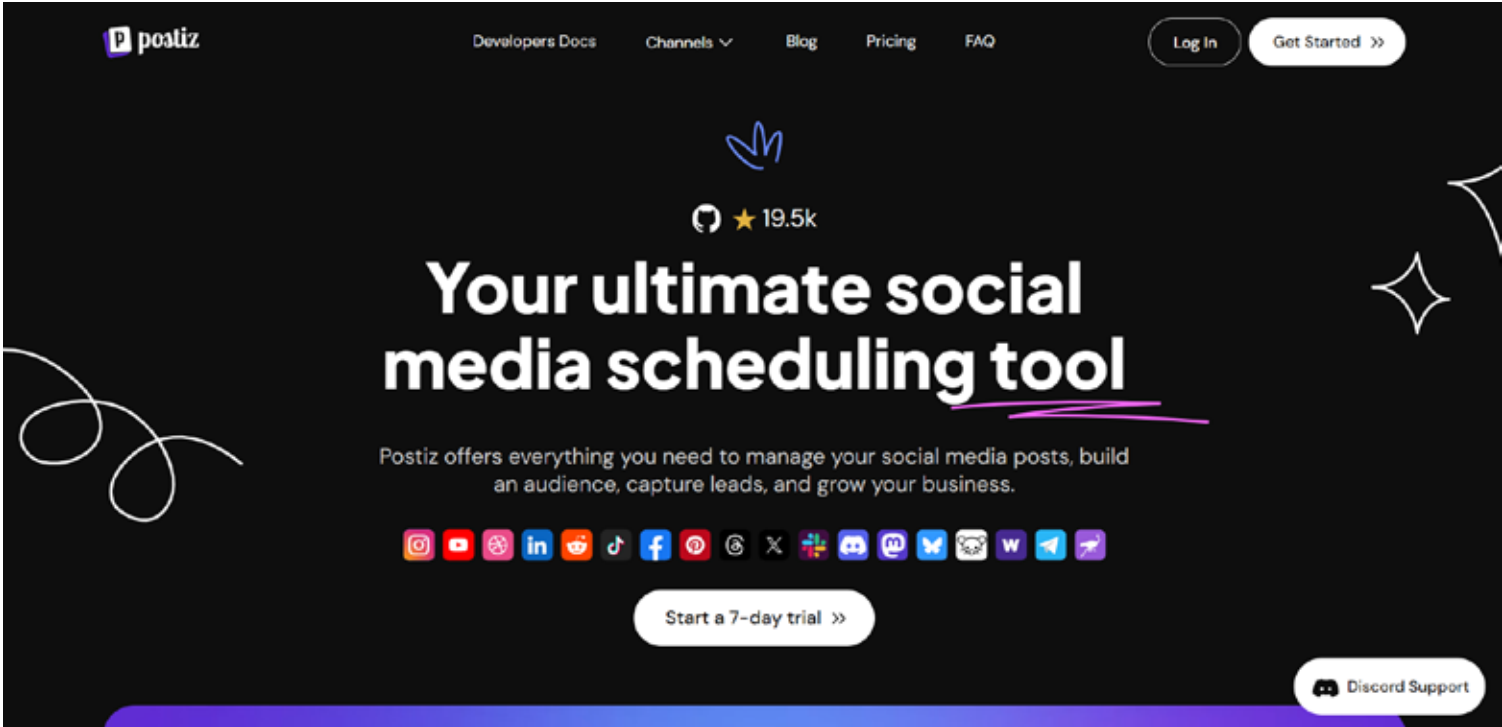 P postiz
Developers Docs Channels Blog Pricing FAQ Log In Get Started »
19.5k
Your ultimate social
media scheduling tool
Postiz offers everything you need to manage your social media posts, build
an audience, capture leads, and grow your business.
in f X W
Start a 7-day trial »
Discord Support